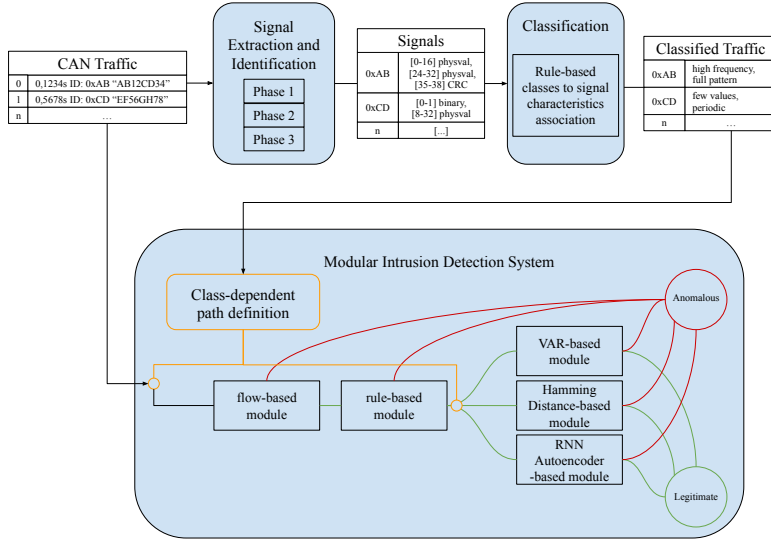 CAN Traffic
0 0,1234s ID: 0xAB “AB12CD34”
1 0,5678s ID: 0xCD “EF56GH78”
n …
Signal
Extraction and
Identification
Phase 1
Phase 2
Phase 3
Signals
0xAB
[0-16] physval,
[24-32] physval,
[35-38] CRC
0xCD
[0-1] binary,
[8-32] physval
n [...]
Classification
Rule-based
classes to signal
characteristics
association
Classified Traffic
0xAB
high frequency,
full pattern
0xCD
few values,
periodic
n …
Modular Intrusion Detection System
Class-dependent
path definition
Anomalous
flow-based
module
rule-based
module
VAR-based
module
Hamming
Distance-based
module
RNN
Autoencoder
-based module
Legitimate